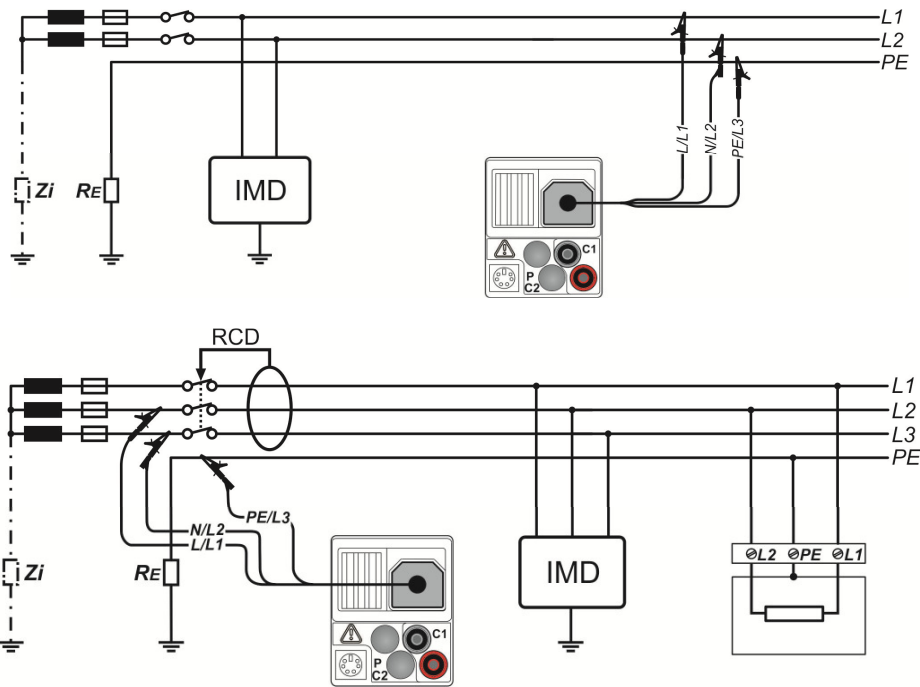 L1
L2
PE
L/L1
N/L2
PE/L3
Zi
RE
IMD
C1
P
C2
RCD
L1
L2
L3
PE
PE/L3
N/L2
L/L1
Zi
RE
IMD
L2 PE L1
C1
P
C2